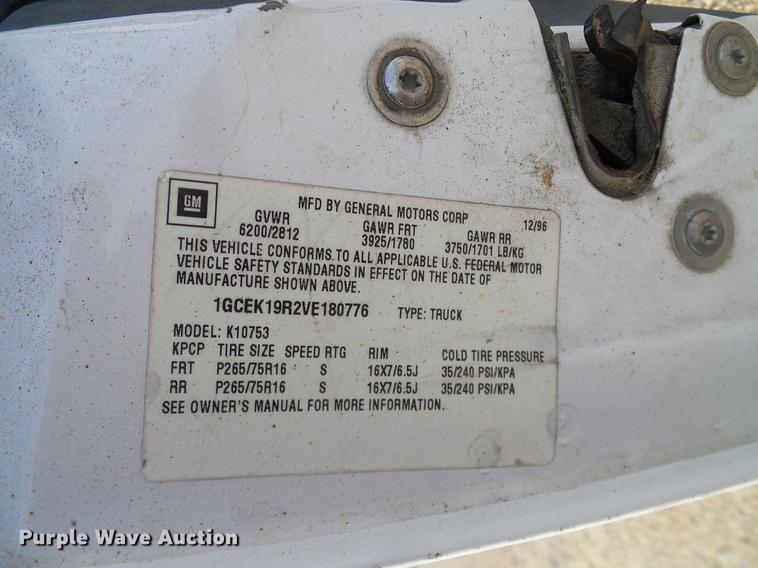 GM
MFD BY GENERAL MOTORS CORP 12/96
GVWR GAWR FRT GAWR RR
6200/2812 3925/1780 3750/1701 LB/KG
THIS VEHICLE CONFORMS TO ALL APPLICABLE U.S. FEDERAL MOTOR
VEHICLE SAFETY STANDARDS IN EFFECT ON THE DATE OF
MANUFACTURE SHOWN ABOVE.
1GCEK19R2VE180776 TYPE: TRUCK
MODEL: K10753
KPCP TIRE SIZE SPEED RTG RIM COLD TIRE PRESSURE
FRT P265/75R16 S 16X7/6.5J 35/240 PSI/KPA
RR P265/75R16 S 16X7/6.5J 35/240 PSI/KPA
SEE OWNER'S MANUAL FOR MORE INFORMATION.
Purple Wave Auction